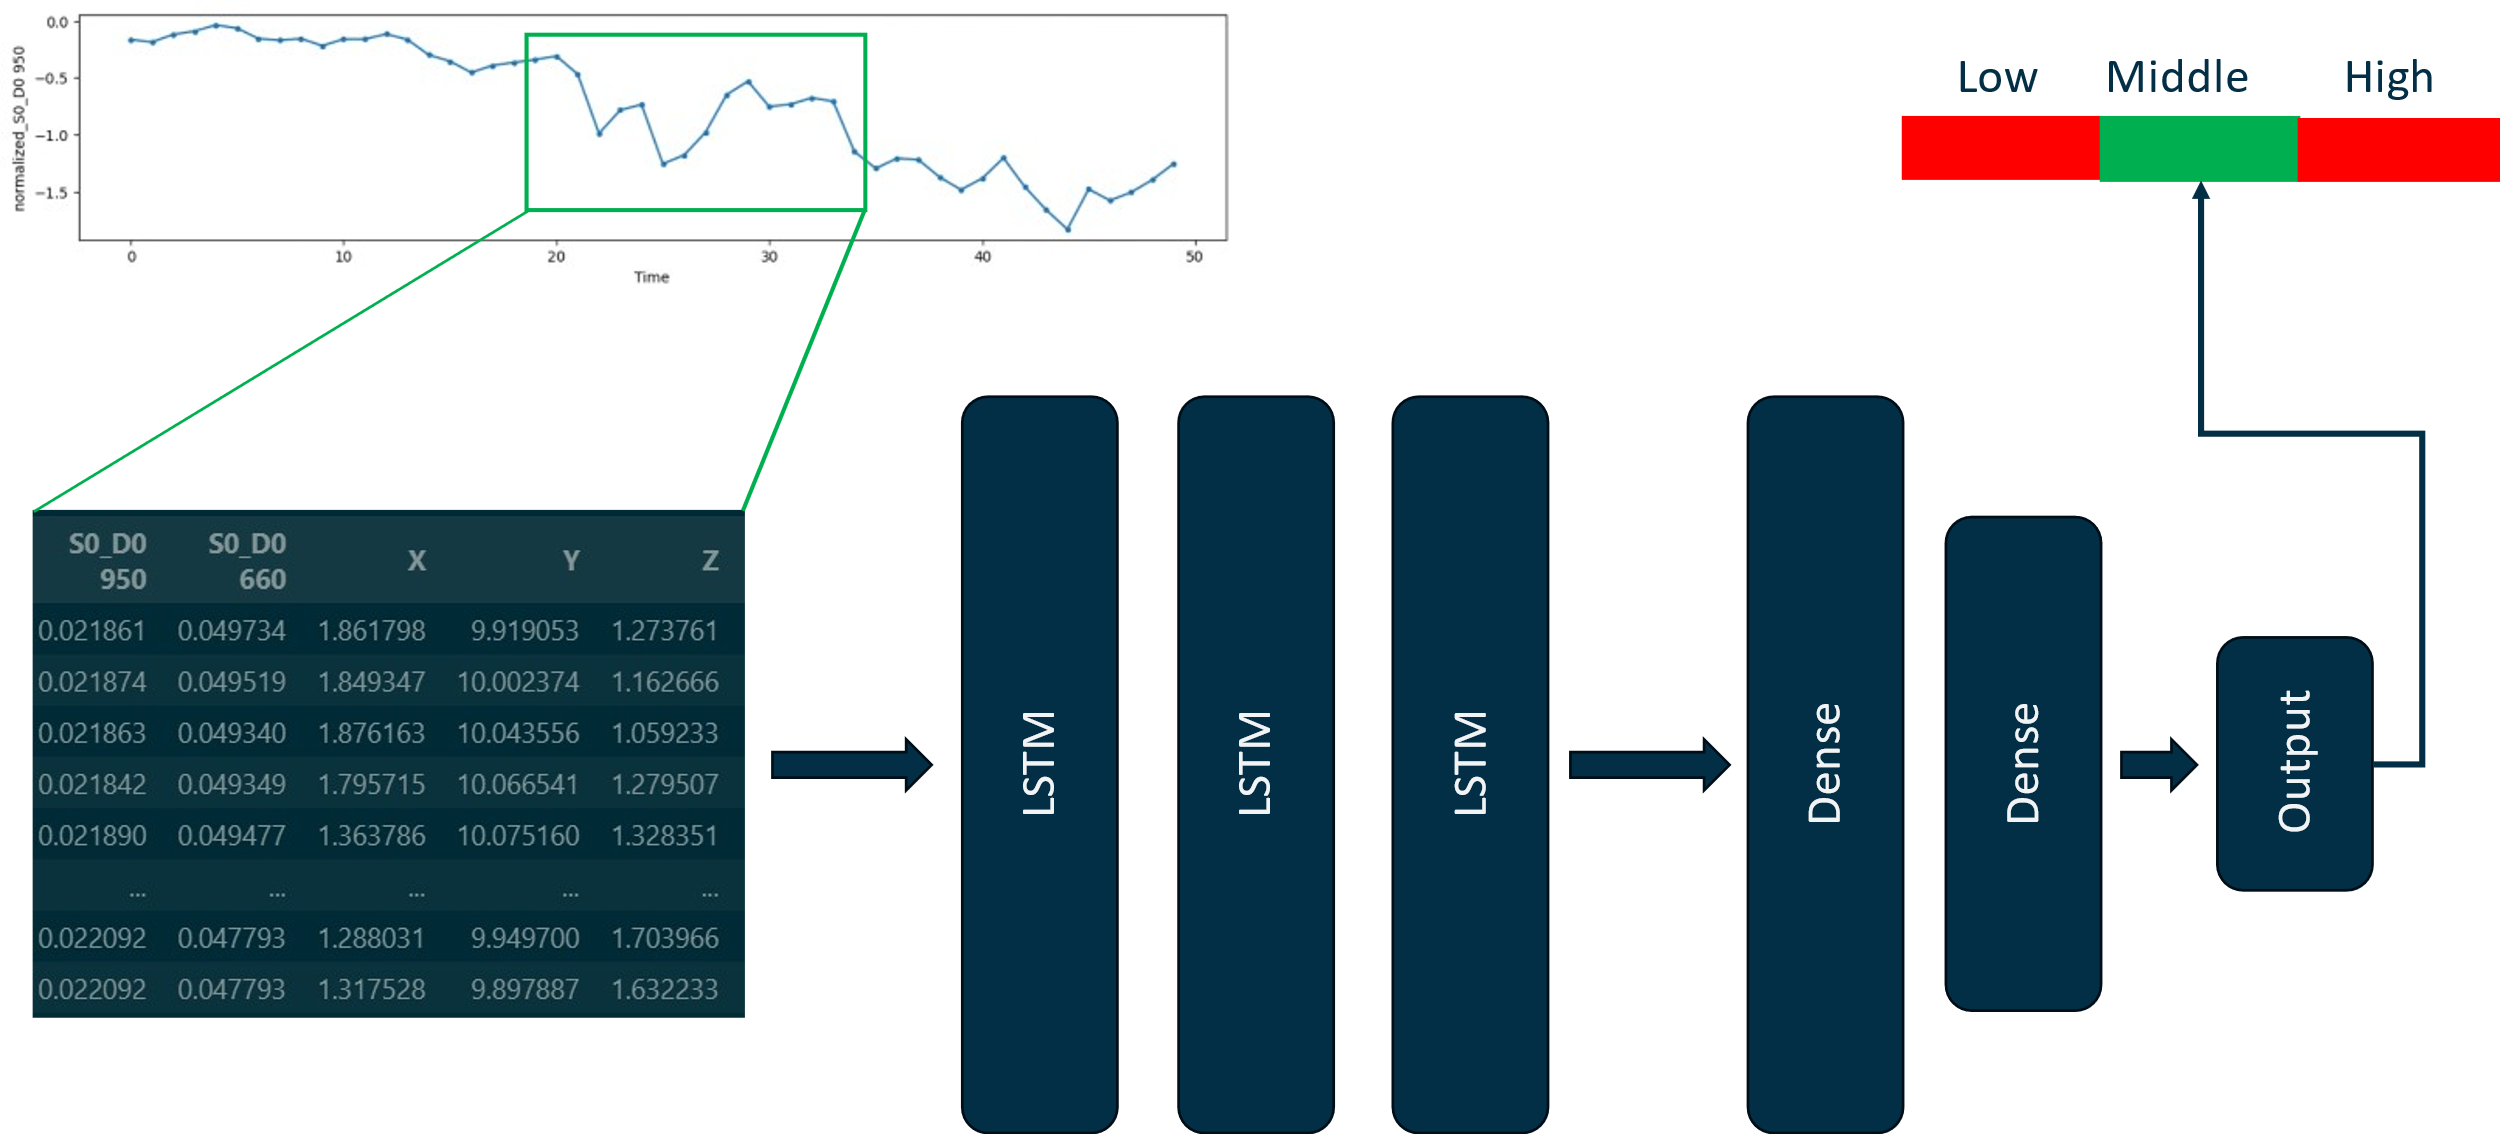 0.0
−0.5
−1.0
−1.5
normalized_S0_D0 950
0 10 20 30 40 50
Time
Low Middle High
S0_D0 950 S0_D0 660 X Y Z
0.021861 0.049734 1.861798 9.919053 1.273761
0.021874 0.049519 1.849347 10.002374 1.162666
0.021863 0.049340 1.876163 10.043556 1.059233
0.021842 0.049349 1.795715 10.066541 1.279507
0.021890 0.049477 1.363786 10.075160 1.328351
... ... ... ... ...
0.022092 0.047793 1.288031 9.949700 1.703966
0.022092 0.047793 1.317528 9.897887 1.632233
LSTM
LSTM
LSTM
Dense
Dense
Output